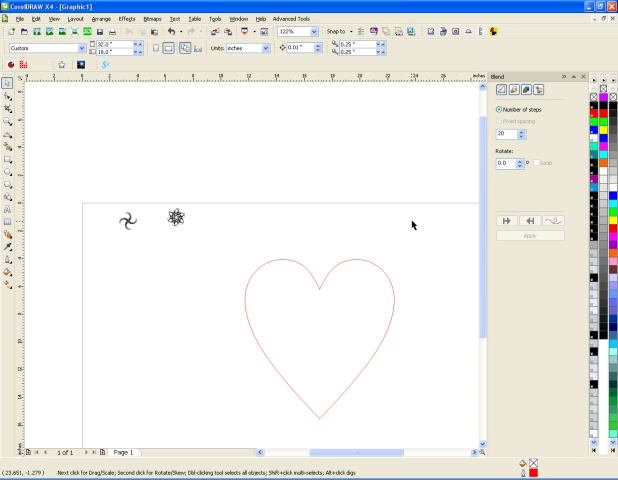 CorelDRAW X4 - [Graphic1]
File Edit View Layout Arrange Effects Bitmaps Text Table Tools Window Help Advanced Tools
122% Snap to
Custom 32.0 " 18.0 " Units: inches 0.01 " 0.25 " 0.25 "
inches
Blend
Number of steps
Fixed spacing
20
Rotate:
0.0 ° Loop
Apply
1 of 1 Page 1
( 23.651, -1.279 ) Next click for Drag/Scale; Second click for Rotate/Skew; Dbl-clicking tool selects all objects; Shift+click multi-selects; Alt+click digs